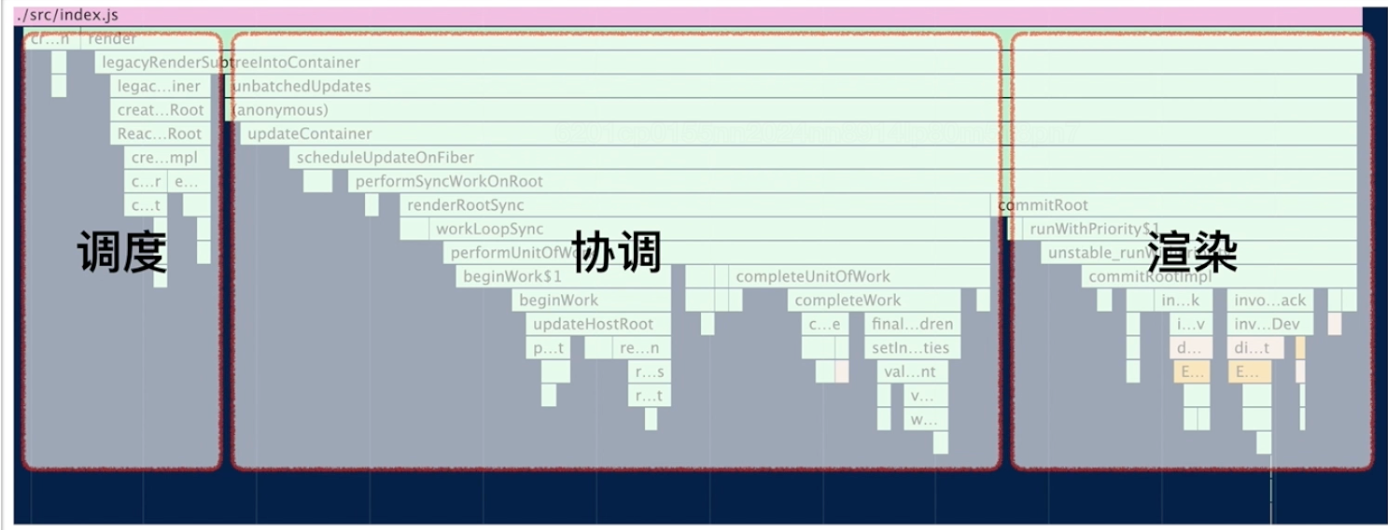 ./src/index.js
cr...n render
legacyRenderSubtreeIntoContainer
legac...iner unbatchedUpdates
creat...Root (anonymous)
Reac...Root updateContainer
cre...mpl scheduleUpdateOnFiber
c...r e... performSyncWorkOnRoot
c...t renderRootSync commitRoot
workLoopSync runWithPriority$1
调度 协调 渲染
performUnitOfWo unstable_runW
beginWork$1 completeUnitOfWork commitRootImpl
beginWork completeWork in...k invo...ack
updateHostRoot c...e final...dren i...v inv...Dev
p...t re...n setIn...ties d... di...t
r...s val...nt E... E...
r...t v...
w...